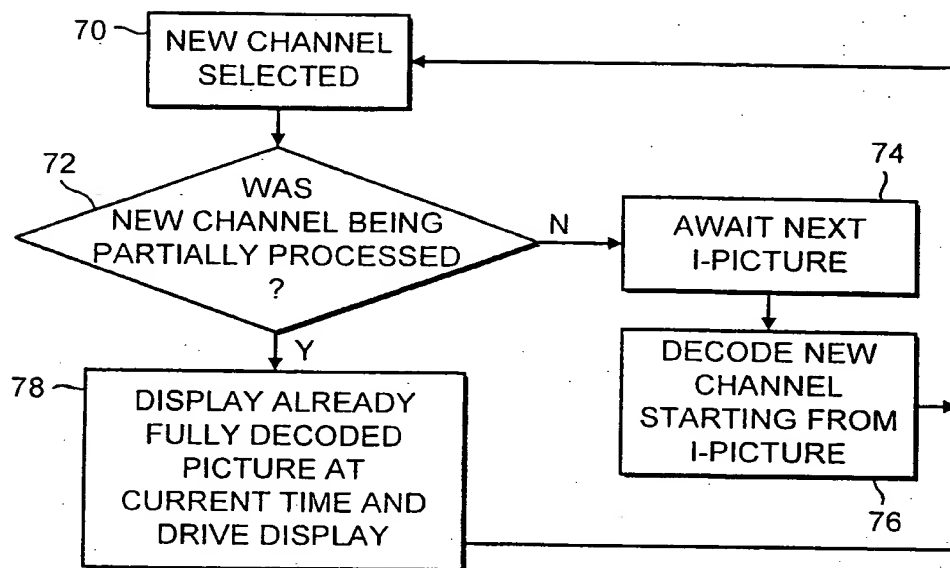 70
NEW CHANNEL
SELECTED
72
WAS
NEW CHANNEL BEING
PARTIALLY PROCESSED
?
N
Y
74
AWAIT NEXT
I-PICTURE
DECODE NEW
CHANNEL
STARTING FROM
I-PICTURE
76
78
DISPLAY ALREADY
FULLY DECODED
PICTURE AT
CURRENT TIME AND
DRIVE DISPLAY